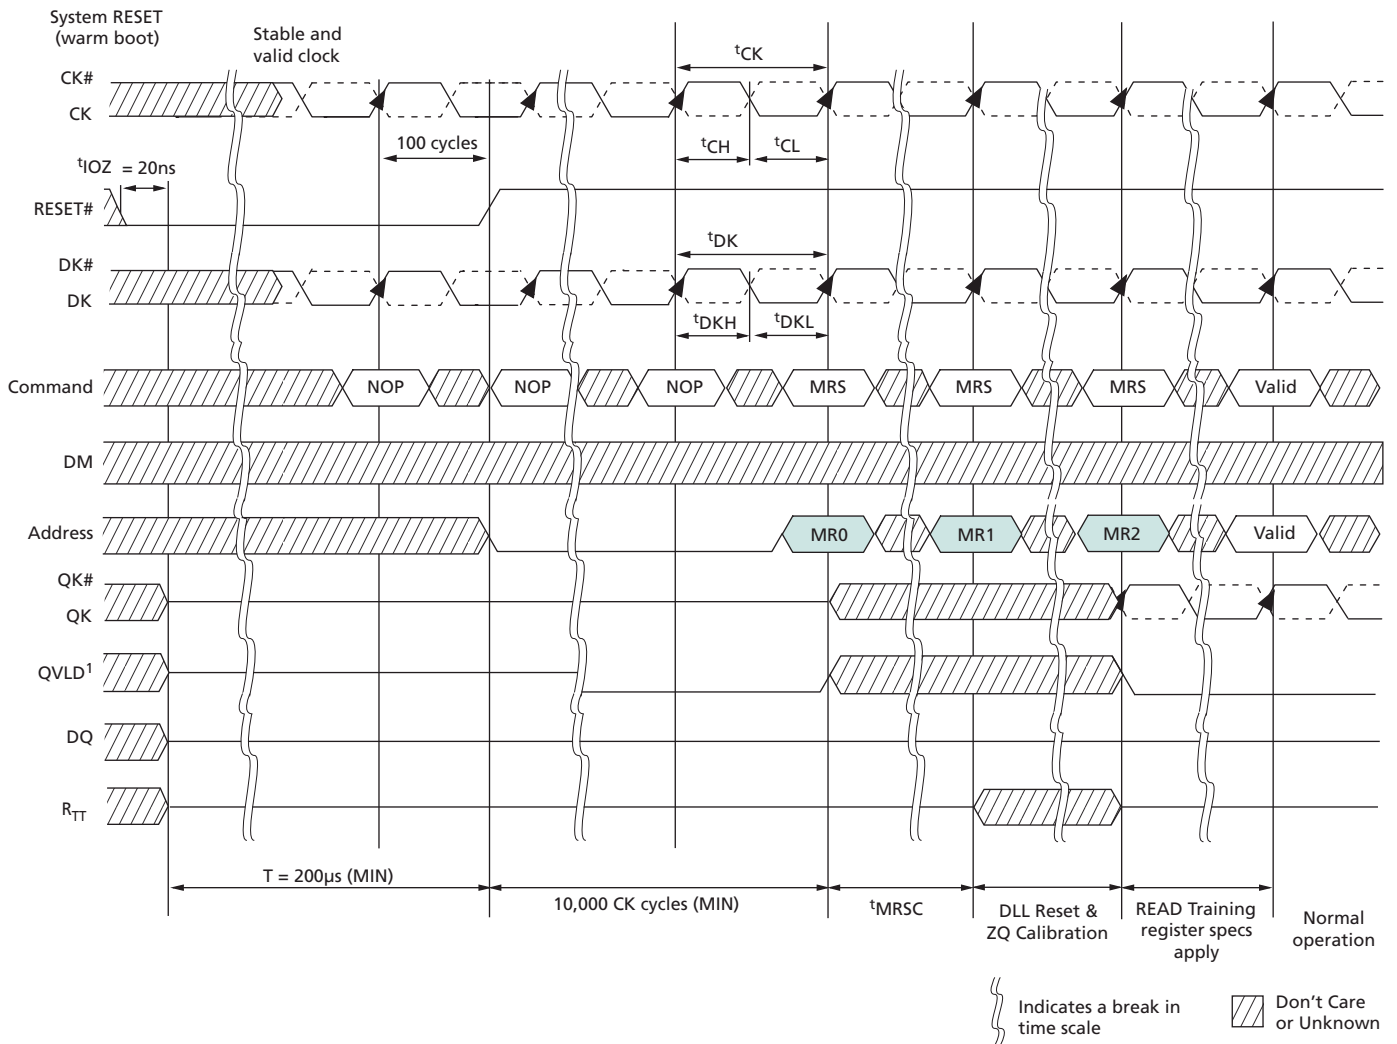 System RESET
(warm boot)
Stable and
valid clock
CK#
CK
tCK
100 cycles
tCH
tCL
tIOZ = 20ns
RESET#
tDK
DK#
DK
tDKH
tDKL
Command
NOP
NOP
NOP
MRS
MRS
MRS
Valid
DM
Address
MR0
MR1
MR2
Valid
QK#
QK
QVLD1
DQ
RTT
T = 200µs (MIN)
10,000 CK cycles (MIN)
tMRSC
DLL Reset &
ZQ Calibration
READ Training
register specs
apply
Normal
operation
Indicates a break in
time scale
Don't Care
or Unknown